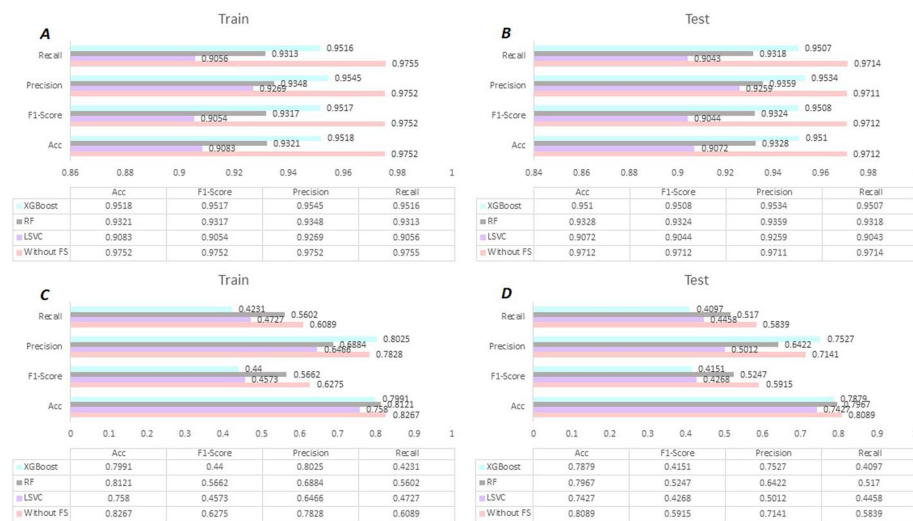 Train
A
Recall
0.9516
0.9313
0.9056
0.9755
Precision
0.9545
0.9348
0.9269
0.9752
F1-Score
0.9517
0.9317
0.9054
0.9752
Acc
0.9518
0.9321
0.9083
0.9752
0.86 0.88 0.9 0.92 0.94 0.96 0.98 1
Acc F1-Score Precision Recall
XGBoost 0.9518 0.9517 0.9545 0.9516
RF 0.9321 0.9317 0.9348 0.9313
LSVC 0.9083 0.9054 0.9269 0.9056
Without FS 0.9752 0.9752 0.9752 0.9755
Test
B
Recall
0.9507
0.9318
0.9043
0.9714
Precision
0.9534
0.9359
0.9259
0.9711
F1-Score
0.9508
0.9324
0.9044
0.9712
Acc
0.951
0.9328
0.9072
0.9712
0.84 0.86 0.88 0.9 0.92 0.94 0.96 0.98 1
Acc F1-Score Precision Recall
XGBoost 0.951 0.9508 0.9534 0.9507
RF 0.9328 0.9324 0.9359 0.9318
LSVC 0.9072 0.9044 0.9259 0.9043
Without FS 0.9712 0.9712 0.9711 0.9714
Train
C
Recall
0.4231
0.5602
0.4727
0.6089
Precision
0.8025
0.6884
0.6466
0.7828
F1-Score
0.44
0.5662
0.4573
0.6275
Acc
0.7991
0.8121
0.758
0.8267
0 0.1 0.2 0.3 0.4 0.5 0.6 0.7 0.8 0.9 1
Acc F1-Score Precision Recall
XGBoost 0.7991 0.44 0.8025 0.4231
RF 0.8121 0.5662 0.6884 0.5602
LSVC 0.758 0.4573 0.6466 0.4727
Without FS 0.8267 0.6275 0.7828 0.6089
Test
D
Recall
0.4097
0.517
0.4458
0.5839
Precision
0.7527
0.6422
0.5012
0.7141
F1-Score
0.4151
0.5247
0.4268
0.5915
Acc
0.7879
0.7967
0.7427
0.8089
0 0.1 0.2 0.3 0.4 0.5 0.6 0.7 0.8 0.9 1
Acc F1-Score Precision Recall
XGBoost 0.7879 0.4151 0.7527 0.4097
RF 0.7967 0.5247 0.6422 0.517
LSVC 0.7427 0.4268 0.5012 0.4458
Without FS 0.8089 0.5915 0.7141 0.5839